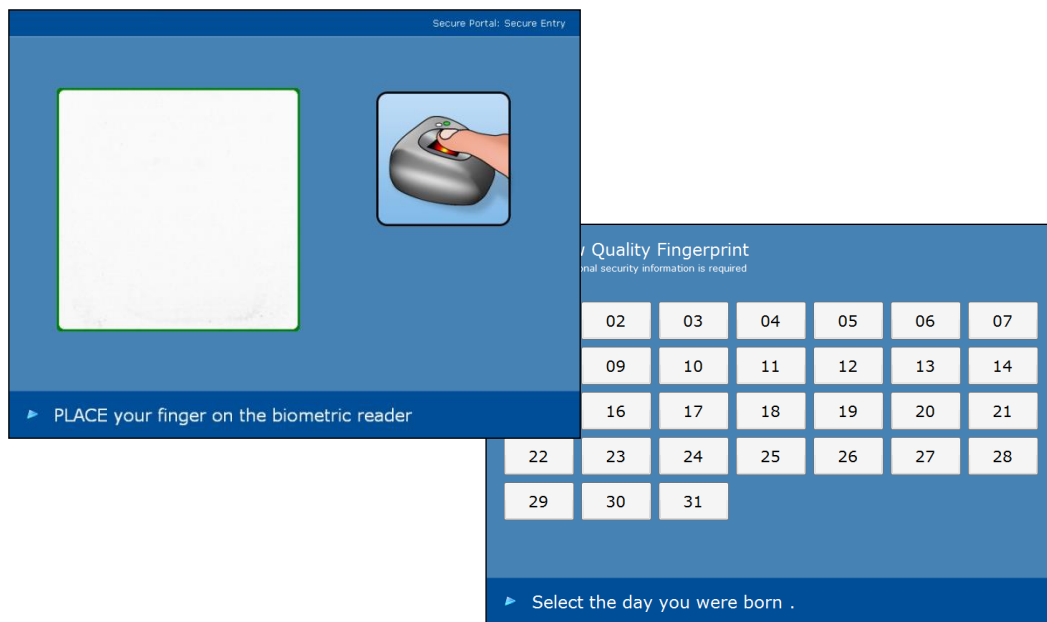 Secure Portal: Secure Entry
PLACE your finger on the biometric reader
Quality Fingerprint
security information is required
02 03 04 05 06 07
09 10 11 12 13 14
16 17 18 19 20 21
22 23 24 25 26 27 28
29 30 31
Select the day you were born .